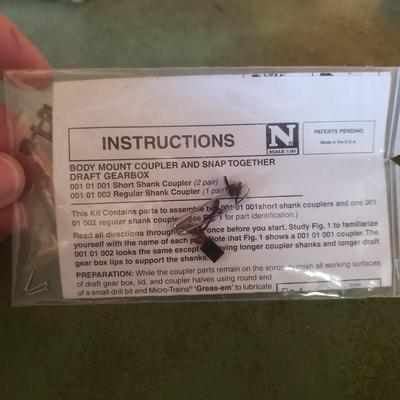 INSTRUCTIONS
N
SCALE 1:160
PATENTS PENDING
Made in the U.S.A.
BODY MOUNT COUPLER AND SNAP TOGETHER
DRAFT GEARBOX
001 01 001 Short Shank Coupler (2 pair)
001 01 002 Regular Shank Coupler (1 pair)
This Kit Contains parts to assemble two 001 01 001short shank couplers and one 001
01 002 regular shank coupler 1 for part identification.)
Read all directions through once before you start. Study Fig. 1 to familiarize
yourself with the name of each part. Note that Fig. 1 shows a 001 01 001 coupler. The
001 01 002 looks the same except having longer coupler shanks and longer draft
gear box lips to support the shanks.
PREPARATION: While the coupler parts remain on the sprue, burnish all working surfaces
of draft gear box, lid, and coupler halves using round end
of a small drill bit and Micro-Trains 'Greas-em' to lubricate